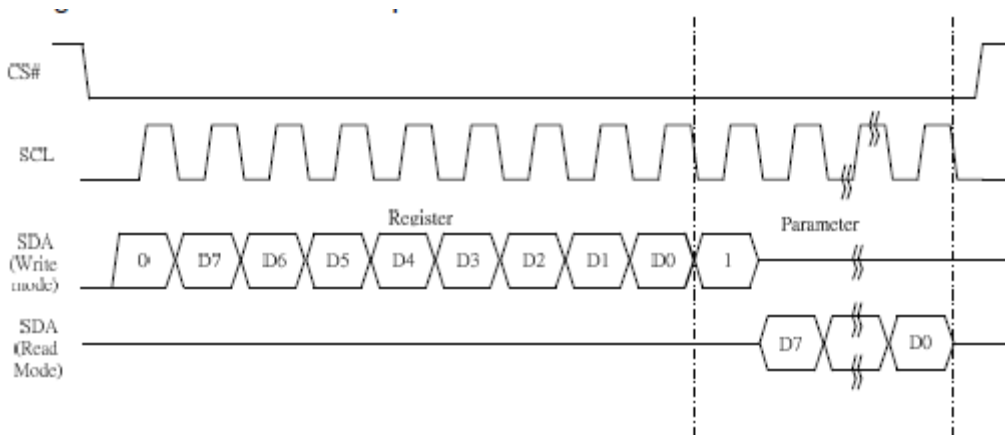 CS#
SCL
Register
Parameter
SDA
(Write
mode)
0 D7 D6 D5 D4 D3 D2 D1 D0 1
SDA
(Read
Mode)
D7 D0